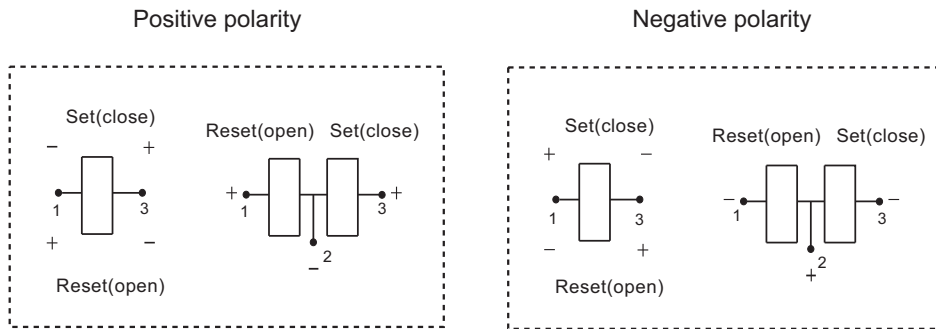 Positive polarity
Set(close)
− +
1 3
+ −
Reset(open)
Reset(open) Set(close)
+ +
1 3
2
−
Negative polarity
Set(close)
+ −
1 3
− +
Reset(open)
Reset(open) Set(close)
− −
1 3
2
+